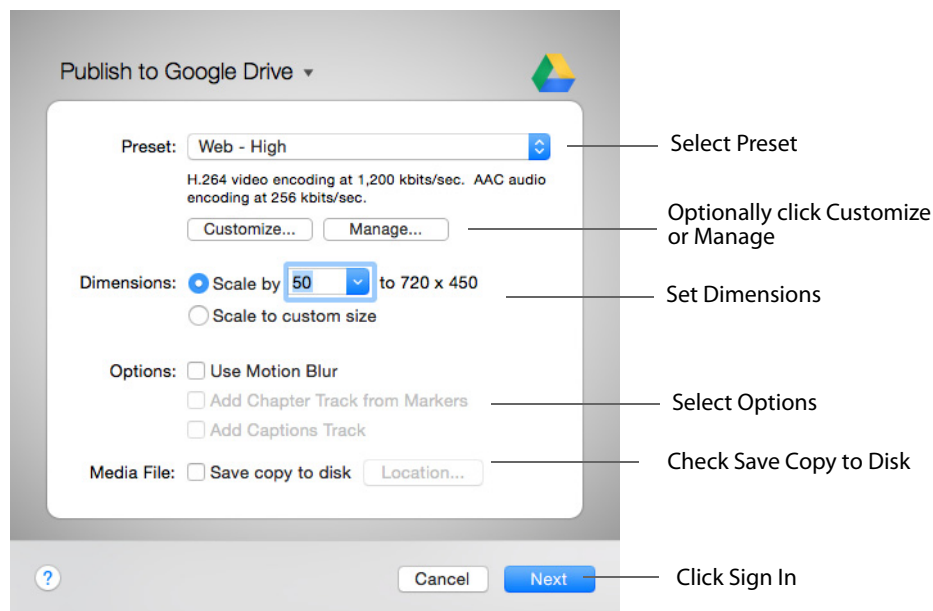 Publish to Google Drive
Preset: Web - High
Select Preset
H.264 video encoding at 1,200 kbits/sec. AAC audio
encoding at 256 kbits/sec.
Customize... Manage...
Optionally click Customize
or Manage
Dimensions: Scale by 50 to 720 x 450
Set Dimensions
Scale to custom size
Options: Use Motion Blur
Add Chapter Track from Markers
Select Options
Add Captions Track
Media File: Save copy to disk Location...
Check Save Copy to Disk
? Cancel Next
Click Sign In